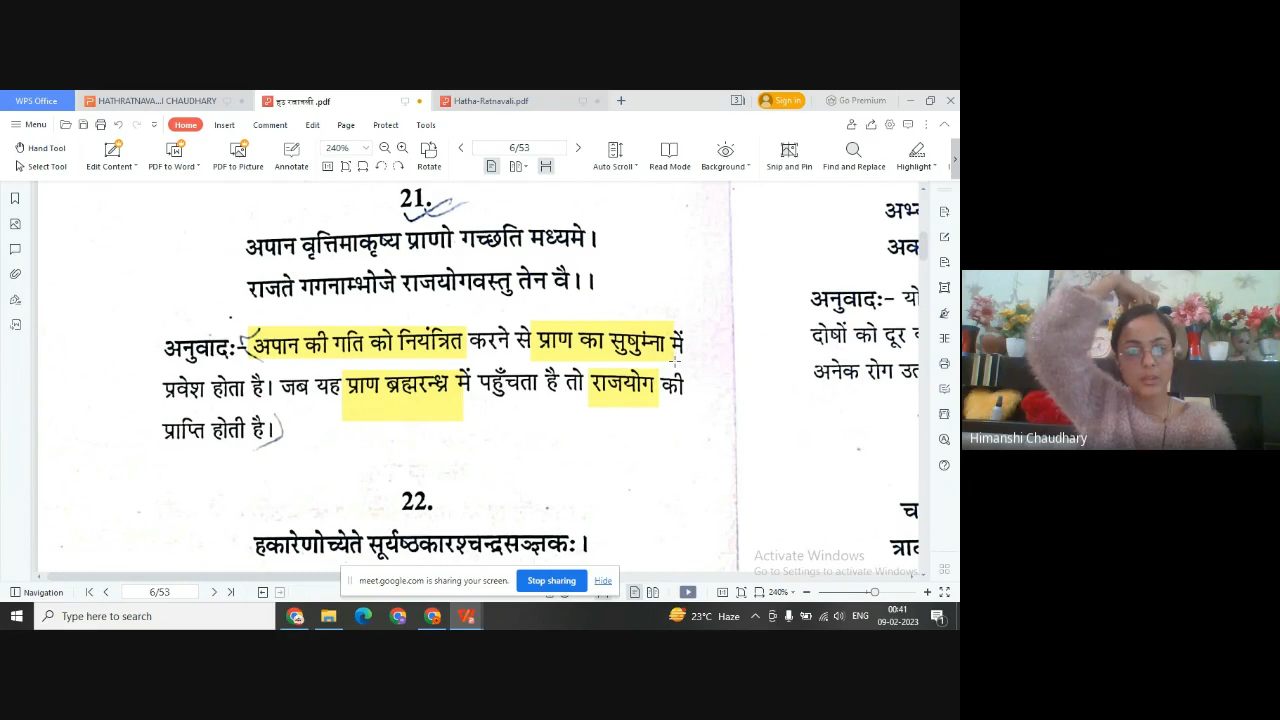 WPS Office
HATHRATNAVA...I CHAUDHARY
हठ रत्नावली .pdf
Hatha-Ratnavali.pdf
Sign in
Go Premium
Menu
Home
Insert
Comment
Edit
Page
Protect
Tools
Hand Tool
Select Tool
Edit Content
PDF to Word
PDF to Picture
Annotate
240%
Rotate
6/53
Auto Scroll
Read Mode
Background
Snip and Pin
Find and Replace
Highlight
21.
अपान वृत्तिमाकृष्य प्राणो गच्छति मध्यमे।
राजते गगनाम्भोजे राजयोगवस्तु तेन वै।।
अनुवादः- अपान की गति को नियंत्रित करने से प्राण का सुषुंम्ना में
प्रवेश होता है। जब यह प्राण ब्रह्मरन्ध्र में पहुँचता है तो राजयोग की
प्राप्ति होती है।
22.
हकारेणोच्येते सूर्यष्ठकारश्चन्द्रसञ्ज्ञकः।
अनुवादः- यो
दोषों को दूर
अनेक रोग उत
च
त्रा
Activate Windows
Go to Settings to activate Windows
meet.google.com is sharing your screen.
Stop sharing
Hide
Navigation
6/53
240%
Type here to search
23°C Haze
ENG
00:41
09-02-2023
Himanshi Chaudhary